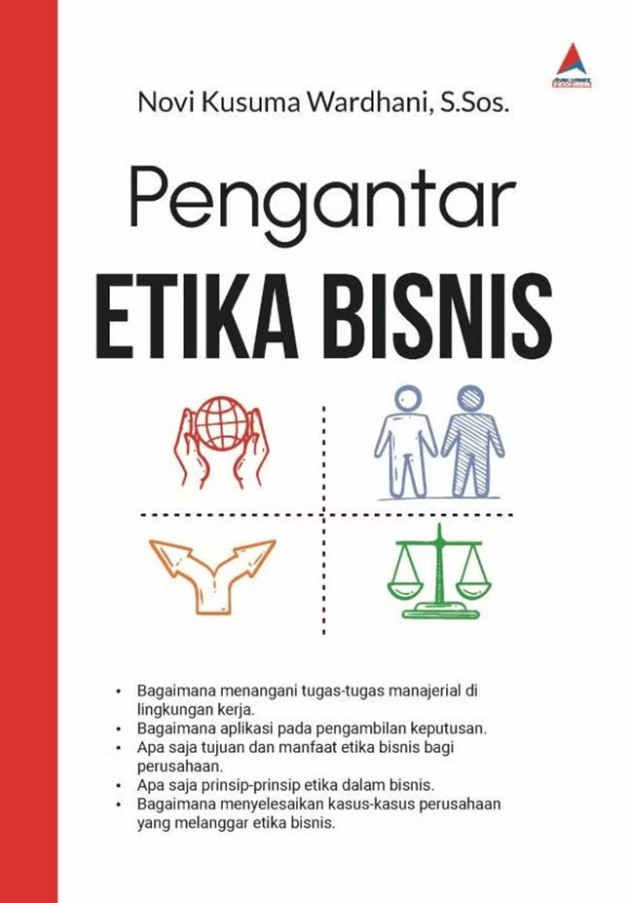 Novi Kusuma Wardhani, S.Sos.
Pengantar
ETIKA BISNIS
• Bagaimana menangani tugas-tugas manajerial di
lingkungan kerja.
• Bagaimana aplikasi pada pengambilan keputusan.
• Apa saja tujuan dan manfaat etika bisnis bagi
perusahaan.
• Apa saja prinsip-prinsip etika dalam bisnis.
• Bagaimana menyelesaikan kasus-kasus perusahaan
yang melanggar etika bisnis.